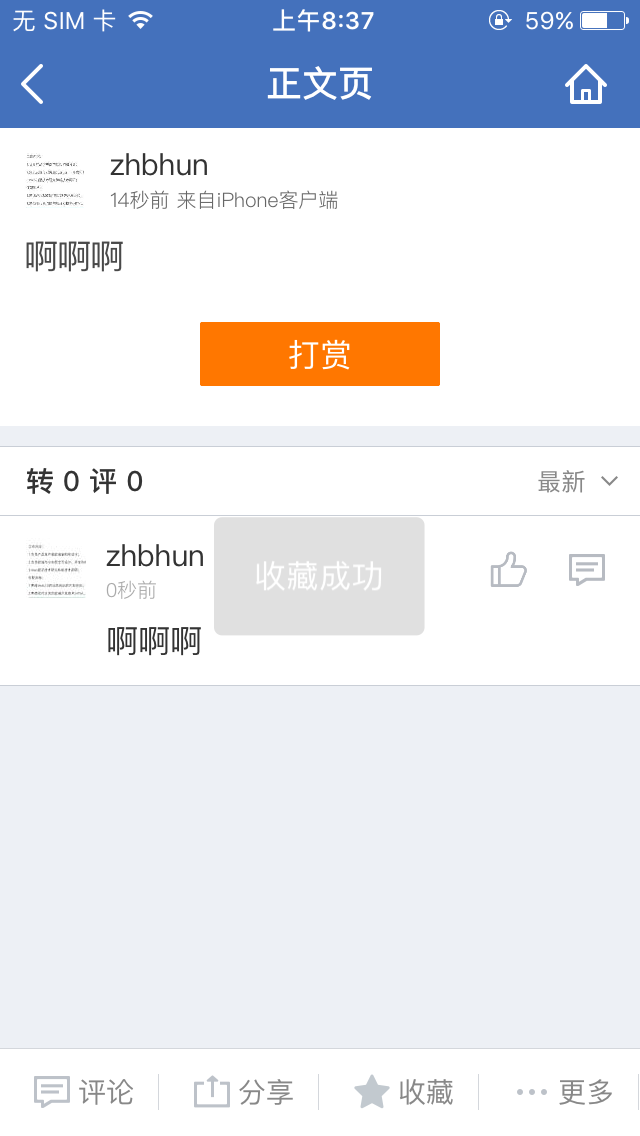 无 SIM 卡 上午8:37 59%
正文页
zhbhun
14秒前 来自iPhone客户端
啊啊啊
打赏
转 0 评 0 最新
zhbhun
0秒前
收藏成功
啊啊啊
评论 分享 收藏 更多